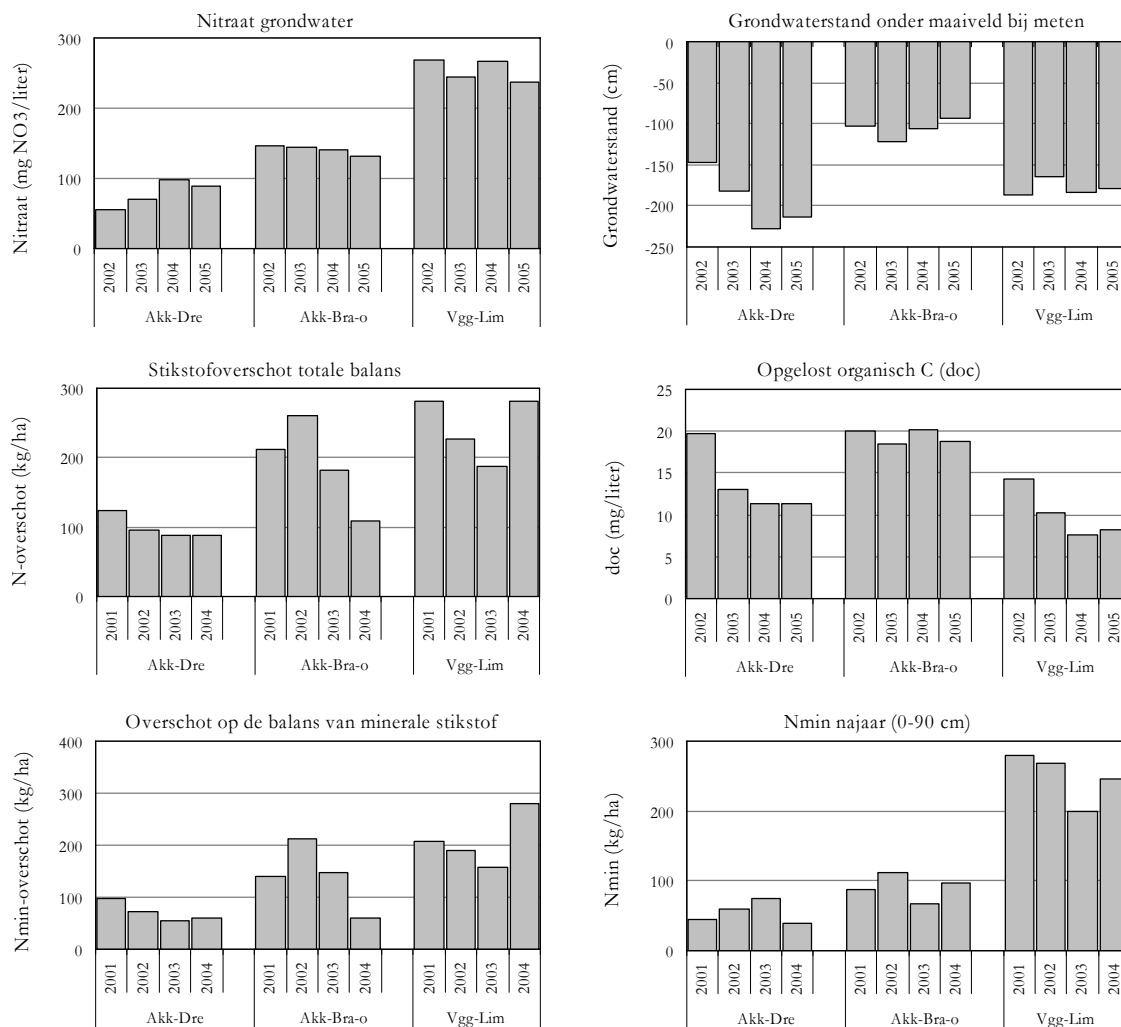 Nitraat grondwater
Nitraat (mg NO3/liter)
300
200
100
0
2002 2003 2004 2005 2002 2003 2004 2005 2002 2003 2004 2005
Akk-Dre Akk-Bra-o Vgg-Lim
Grondwaterstand onder maaiveld bij meten
Grondwaterstand (cm)
0
-50
-100
-150
-200
-250
2002 2003 2004 2005 2002 2003 2004 2005 2002 2003 2004 2005
Akk-Dre Akk-Bra-o Vgg-Lim
Stikstofoverschot totale balans
N-overschot (kg/ha)
300
200
100
0
2001 2002 2003 2004 2001 2002 2003 2004 2001 2002 2003 2004
Akk-Dre Akk-Bra-o Vgg-Lim
Opgelost organisch C (doc)
doc (mg/liter)
25
20
15
10
5
0
2002 2003 2004 2005 2002 2003 2004 2005 2002 2003 2004 2005
Akk-Dre Akk-Bra-o Vgg-Lim
Overschot op de balans van minerale stikstof
Nmin-overschot (kg/ha)
400
300
200
100
0
2001 2002 2003 2004 2001 2002 2003 2004 2001 2002 2003 2004
Akk-Dre Akk-Bra-o Vgg-Lim
Nmin najaar (0-90 cm)
Nmin (kg/ha)
300
200
100
0
2001 2002 2003 2004 2001 2002 2003 2004 2001 2002 2003 2004
Akk-Dre Akk-Bra-o Vgg-Lim